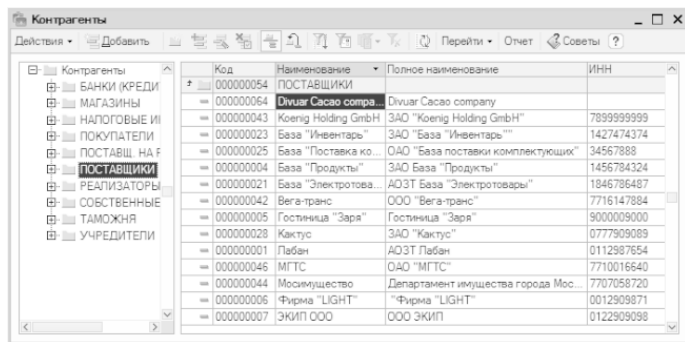 Контрагенты
Действия Добавить Перейти Отчет Советы ?
Контрагенты
БАНКИ (КРЕДИ
МАГАЗИНЫ
НАЛОГОВЫЕ И
ПОКУПАТЕЛИ
ПОСТАВЩ. НА Р
ПОСТАВЩИКИ
РЕАЛИЗАТОРЫ
СОБСТВЕННЫЕ
ТАМОЖНЯ
УЧРЕДИТЕЛИ
Код Наименование Полное наименование ИНН
000000054 ПОСТАВЩИКИ
000000064 Divuar Cacao compa... Divuar Cacao company
000000043 Koenig Holding GmbH ЗАО "Koenig Holding GmbH" 7899999999
000000023 База "Инвентарь" ЗАО "База "Инвентарь"" 1427474374
000000025 База "Поставка ко... ОАО "База поставки комплектующих" 34567888
000000004 База "Продукты" ЗАО База "Продукты" 1456784324
000000021 База "Электротова... АОЗТ База "Электротовары" 1846786487
000000042 Вега-транс ООО "Вега-транс" 7716147884
000000005 Гостиница "Заря" Гостиница "Заря" 9000009000
000000028 Кактус ЗАО "Кактус" 0777909089
000000001 Лабан АОЗТ Лабан 0112987654
000000046 МГТС ОАО "МГТС" 7710016640
000000044 Мосимущество Департамент имущества города Мос... 7707058720
000000006 Фирма "LIGHT" "Фирма "LIGHT" 0012909871
000000007 ЭКИП ООО ООО ЭКИП 0122909098